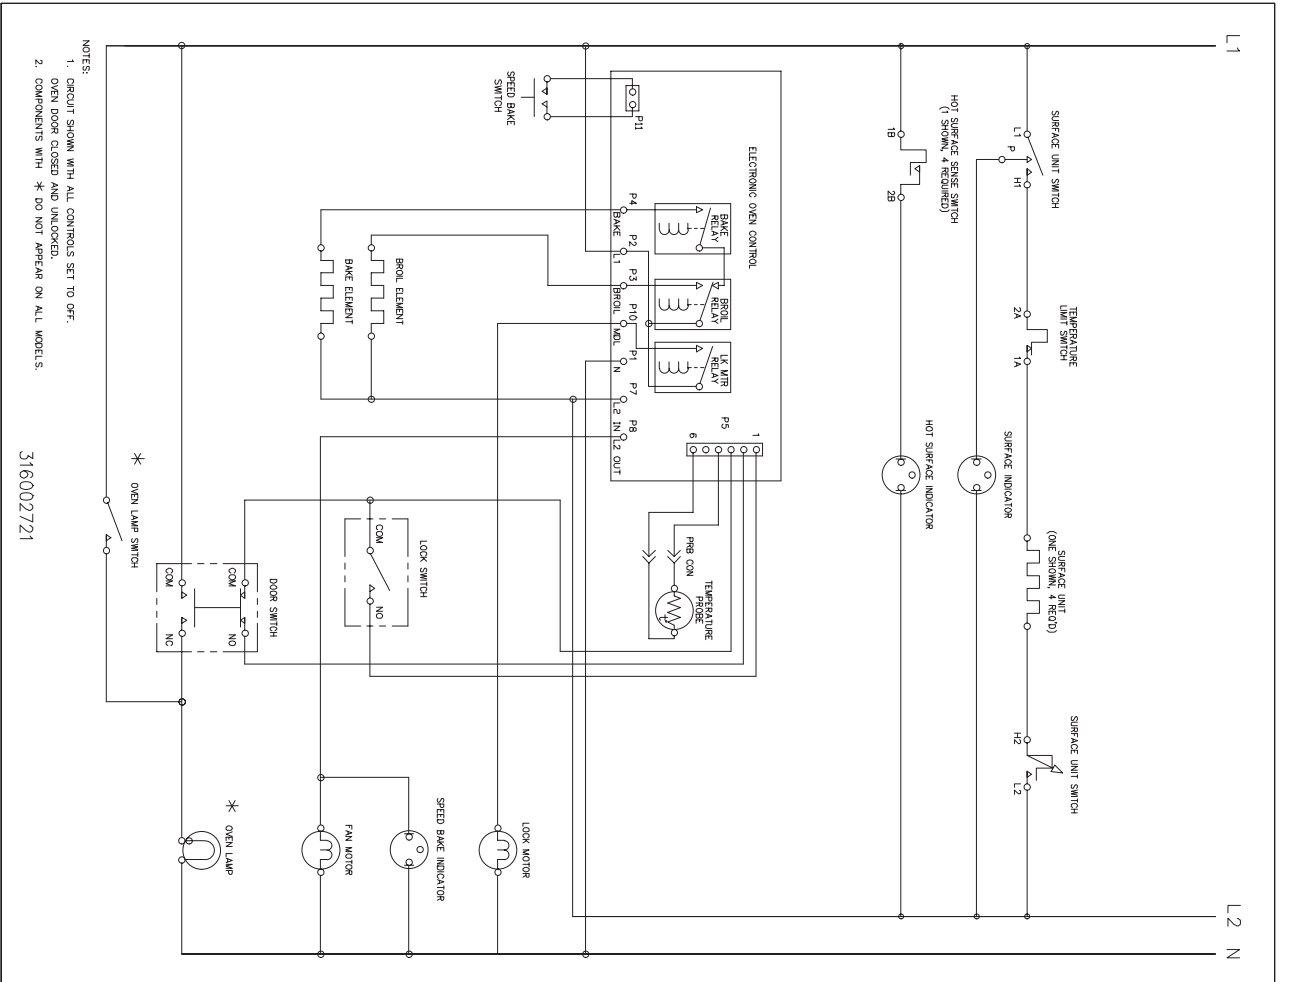 L1
L2
N
SURFACE UNIT SWITCH
L1
P
H1
TEMPERATURE
LIMIT SWITCH
2A
1A
SURFACE INDICATOR
SURFACE UNIT
(ONE SHOWN, 4 REQ'D)
SURFACE UNIT SWITCH
H2
L2
HOT SURFACE SENSE SWITCH
(1 SHOWN, 4 REQUIRED)
1B
2B
HOT SURFACE INDICATOR
ELECTRONIC OVEN CONTROL
BAKE
RELAY
BROIL
RELAY
LK MTR
RELAY
P5
1
6
P11
P4
P2
P3
P10
P1
P7
P8
BAKE
L1
BROIL
MDL
N
L2 IN
L2 OUT
SPEED BAKE
SWITCH
PRB CON
TEMPERATURE
PROBE
BROIL ELEMENT
BAKE ELEMENT
LOCK SWITCH
COM
NO
LOCK MOTOR
SPEED BAKE INDICATOR
FAN MOTOR
DOOR SWITCH
COM
NO
COM
NC
* OVEN LAMP SWITCH
* OVEN LAMP
NOTES:
1. CIRCUIT SHOWN WITH ALL CONTROLS SET TO OFF.
OVEN DOOR CLOSED AND UNLOCKED.
2. COMPONENTS WITH * DO NOT APPEAR ON ALL MODELS.
316002721